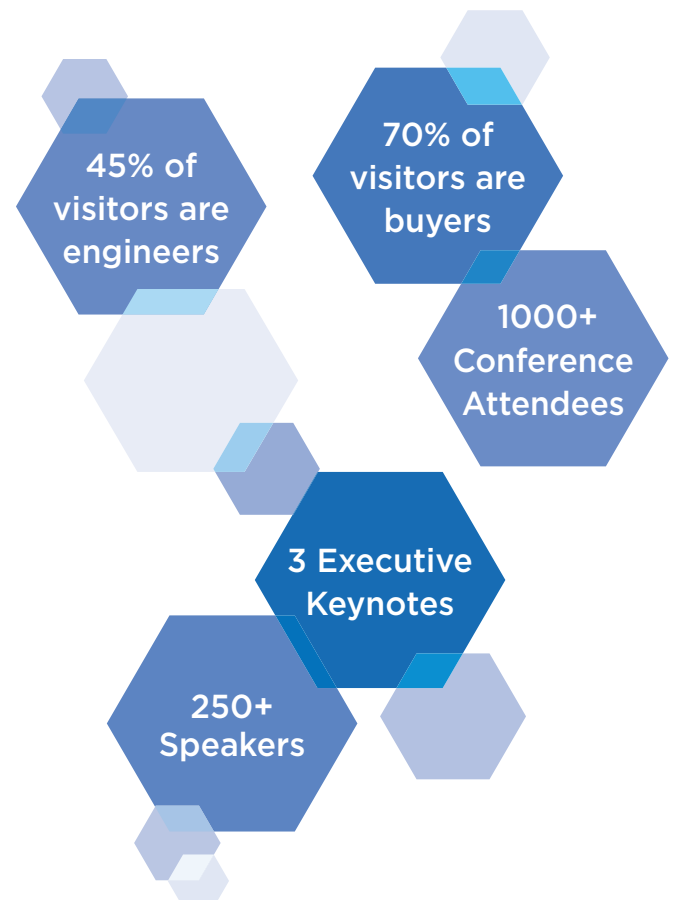 45% of
visitors are
engineers
70% of
visitors are
buyers
1000+
Conference
Attendees
3 Executive
Keynotes
250+
Speakers